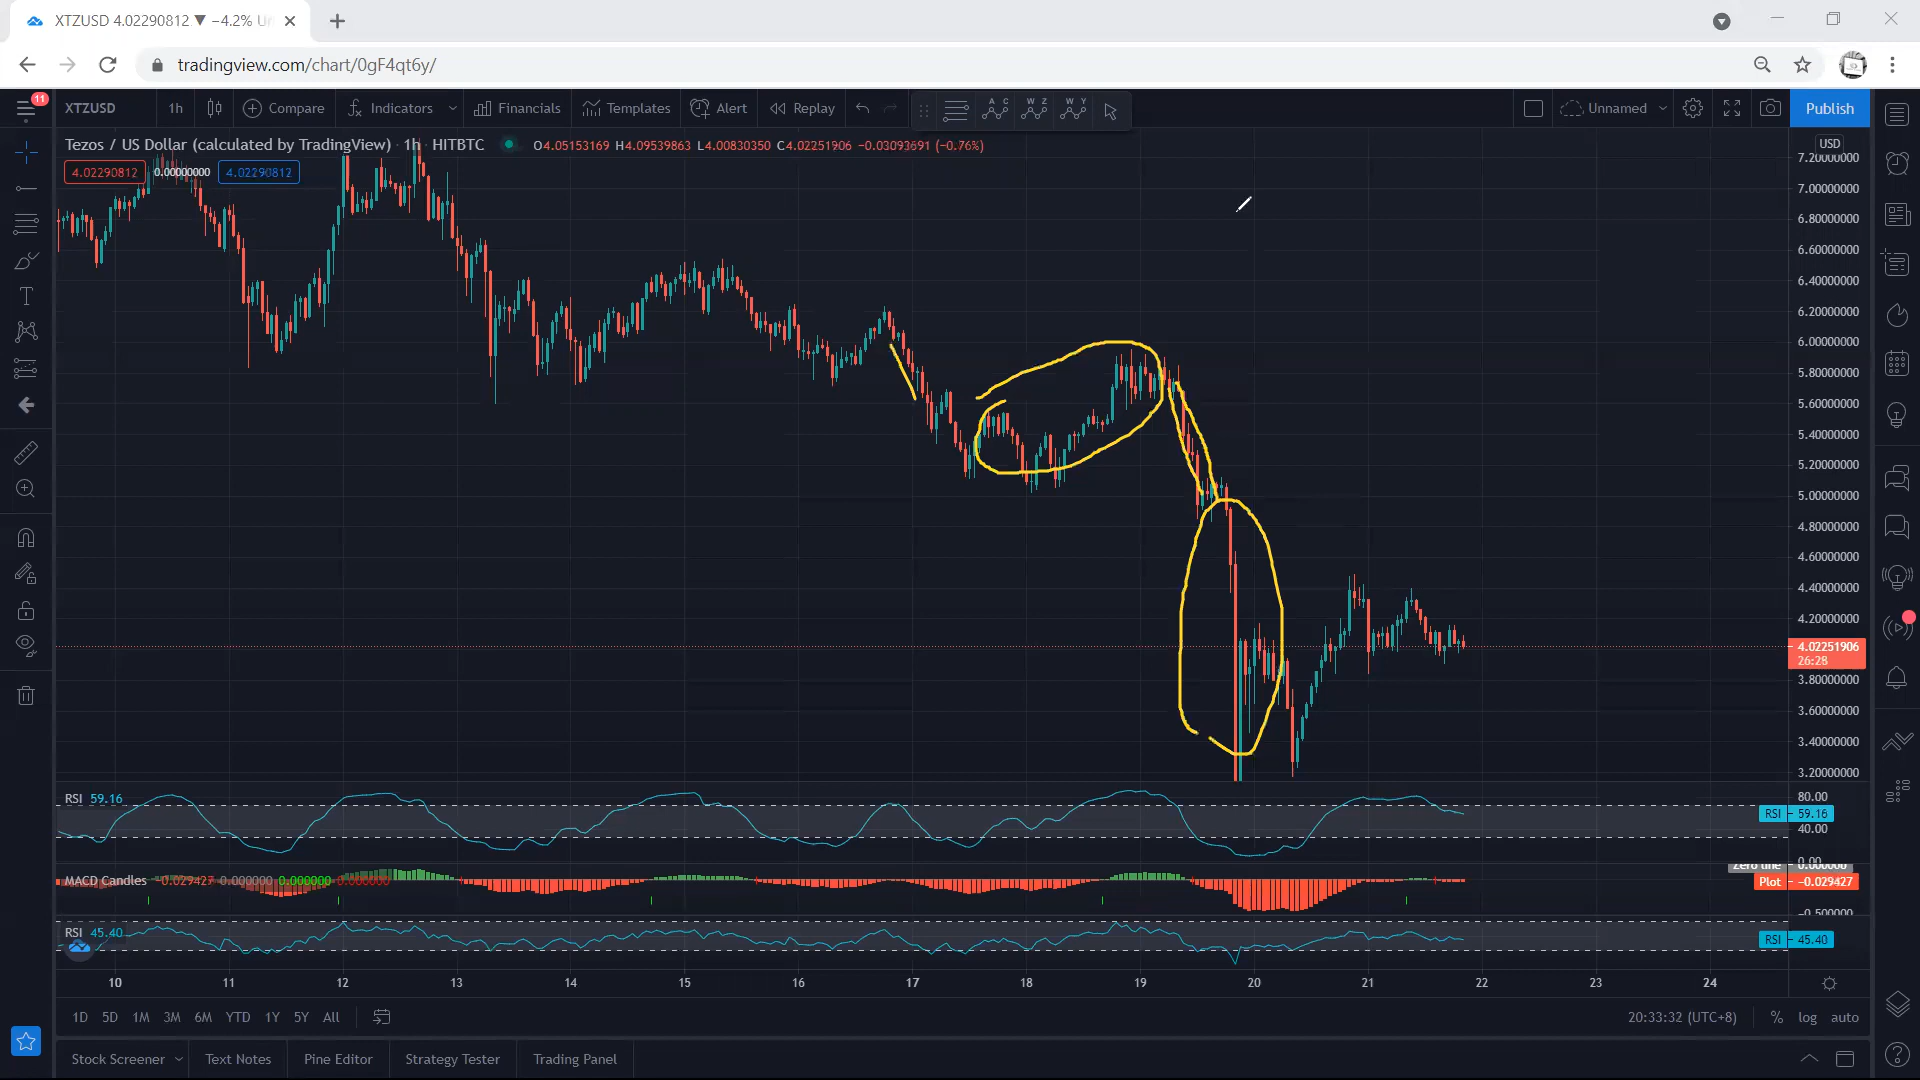 XTZUSD 4.02290812 ▼ −4.2% Un
tradingview.com/chart/0gF4qt6y/
11
XTZUSD 1h Compare Indicators Financials Templates Alert Replay Unnamed Publish
A C W Z W Y
Tezos / US Dollar (calculated by TradingView) · 1h · HITBTC O4.05153169 H4.09539863 L4.00830350 C4.02251906 −0.03093691 (−0.76%)
4.02290812 0.00000000 4.02290812
USD
7.20000000
7.00000000
6.80000000
6.60000000
6.40000000
6.20000000
6.00000000
5.80000000
5.60000000
5.40000000
5.20000000
5.00000000
4.80000000
4.60000000
4.40000000
4.20000000
4.02251906
26:28
3.80000000
3.60000000
3.40000000
3.20000000
RSI 59.16
80.00
RSI 59.16
40.00
0.00
MACD Candles −0.029427 0.000000 0.000000 0.000000
Zero line 0.000000
Plot −0.029427
−0.500000
RSI 45.40
RSI 45.40
10 11 12 13 14 15 16 17 18 19 20 21 22 23 24
1D 5D 1M 3M 6M YTD 1Y 5Y All
20:33:32 (UTC+8) % log auto
Stock Screener Text Notes Pine Editor Strategy Tester Trading Panel